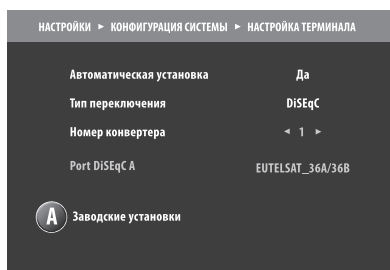 НАСТРОЙКИ ► КОНФИГУРАЦИЯ СИСТЕМЫ ► НАСТРОЙКА ТЕРМИНАЛА
Автоматическая установка Да
Тип переключения DiSEqC
Номер конвертера ◄ 1 ►
Port DiSEqC A EUTELSAT_36A/36B
A Заводские установки